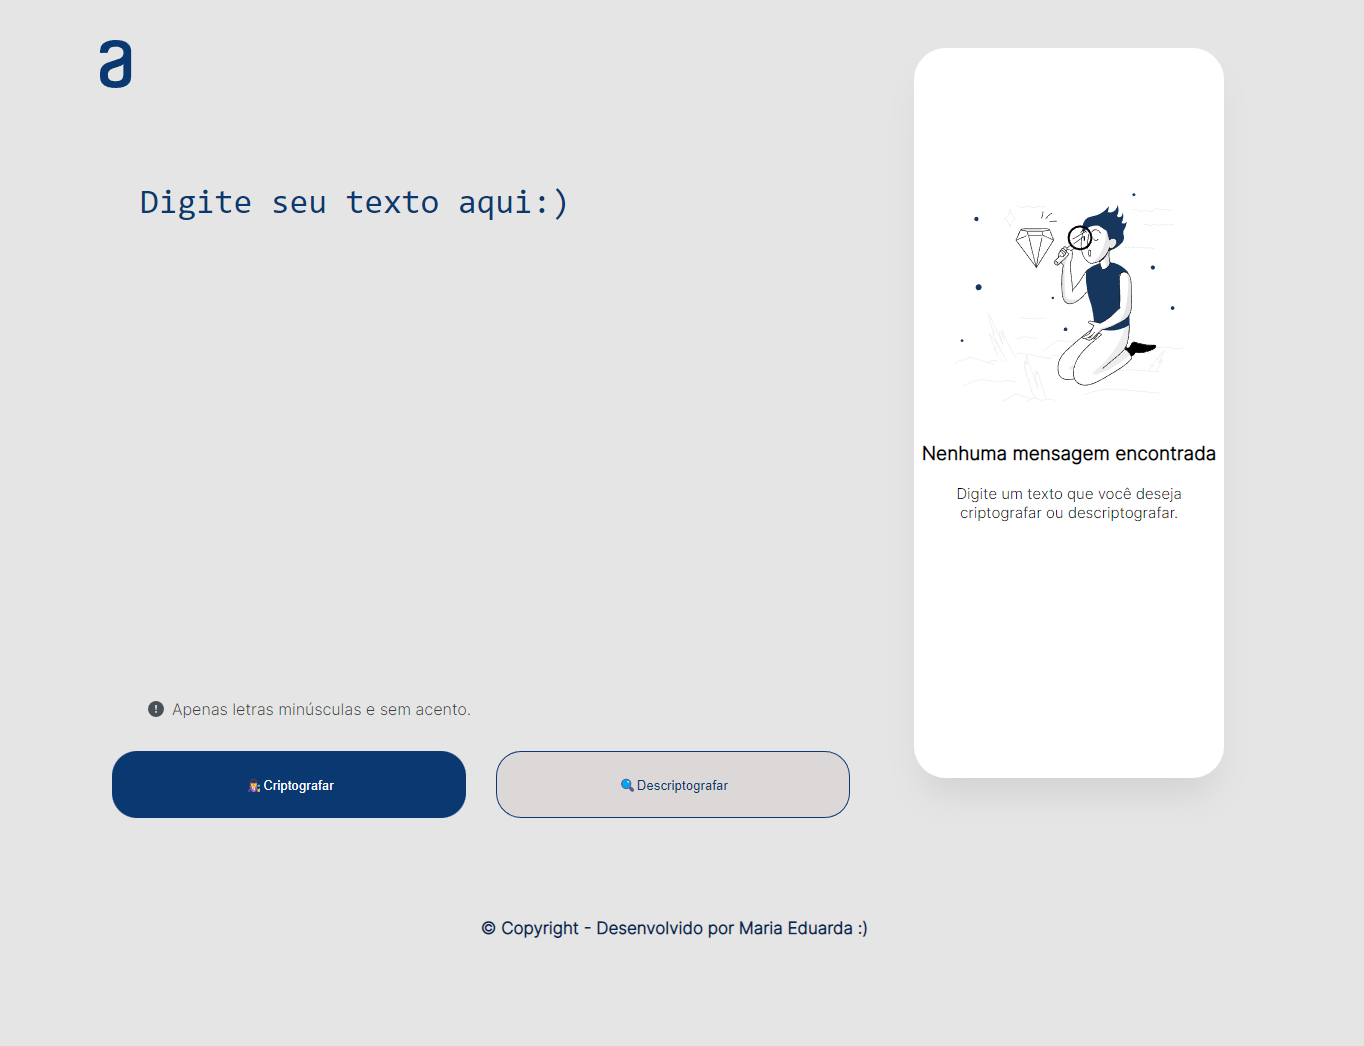 a
Digite seu texto aqui:)
Nenhuma mensagem encontrada
Digite um texto que você deseja
criptografar ou descriptografar.
Apenas letras minúsculas e sem acento.
Criptografar
Descriptografar
© Copyright - Desenvolvido por Maria Eduarda :)